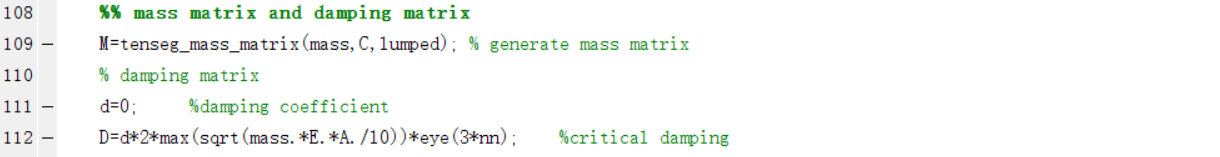 108 %% mass matrix and damping matrix
109 — M=tenseg_mass_matrix(mass,C,lumped); % generate mass matrix
110 % damping matrix
111 — d=0; %damping coefficient
112 — D=d*2*max(sqrt(mass.*E.*A./10))*eye(3*nn); %critical damping